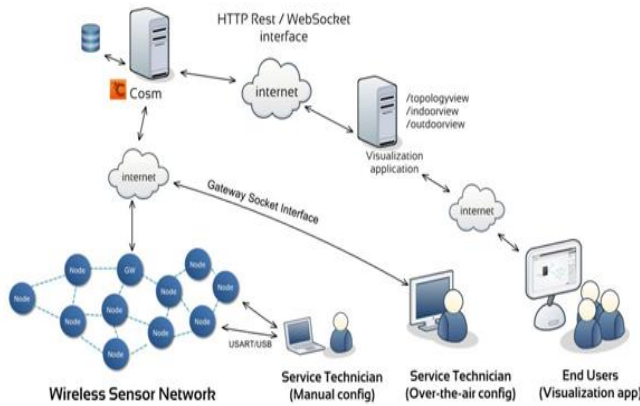 HTTP Rest / WebSocket
interface
internet
℃ Cosm
/topologyview
/indoorview
/outdoorview
Visualization
application
internet
Gateway Socket Interface
internet
Node
GW
Node
Node
Node
Node
Node
Node
Node
Node
Node
USART/USB
Wireless Sensor Network
Service Technician
(Manual config)
Service Technician
(Over-the-air config)
End Users
(Visualization app)